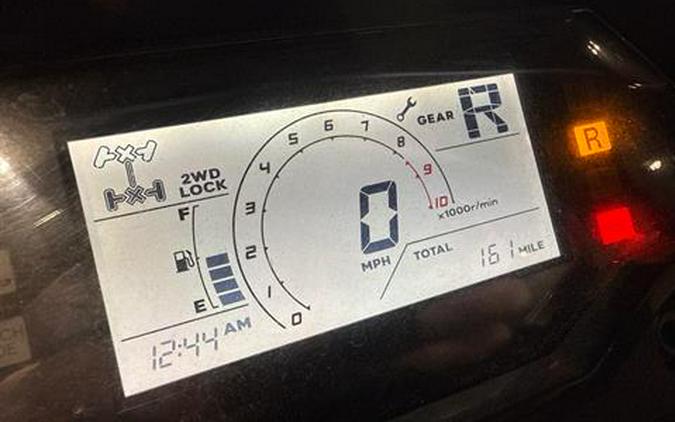 GEAR R
R
2WD
LOCK
F
E
0 1 2 3 4 5 6 7 8 9 10
x1000r/min
0
MPH
TOTAL 161 MILE
12:44 AM